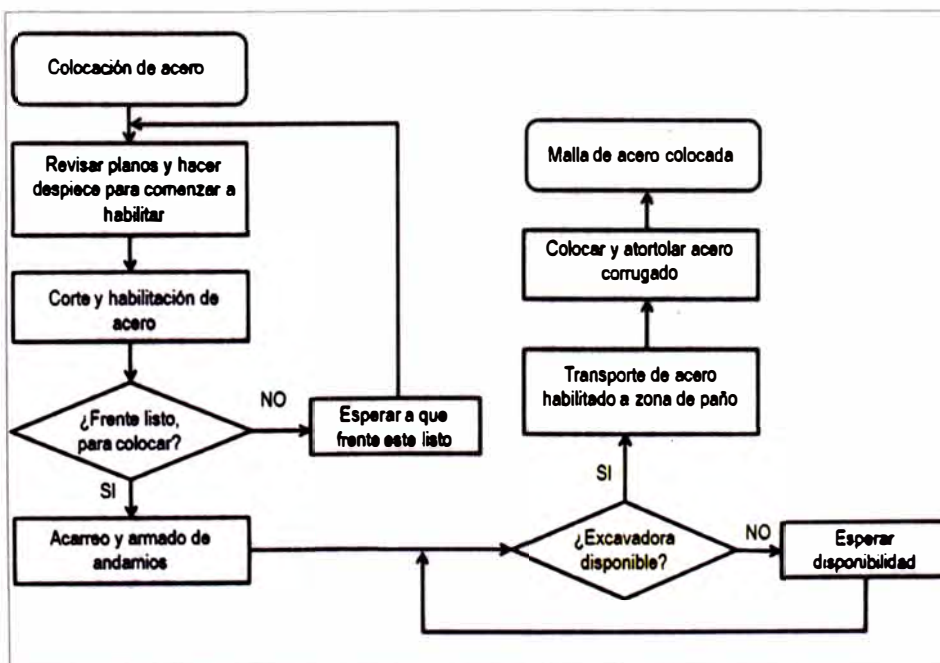 Colocación de acero
Revisar planos y hacer
despiece para comenzar a
habilitar
Corte y habilitación de
acero
¿Frente listo,
para colocar?
NO
Esperar a que
frente este listo
SI
Acarreo y armado de
andamios
¿Excavadora
disponible?
NO
Esperar
disponibilidad
SI
Transporte de acero
habilitado a zona de paño
Colocar y atortolar acero
corrugado
Malla de acero colocada